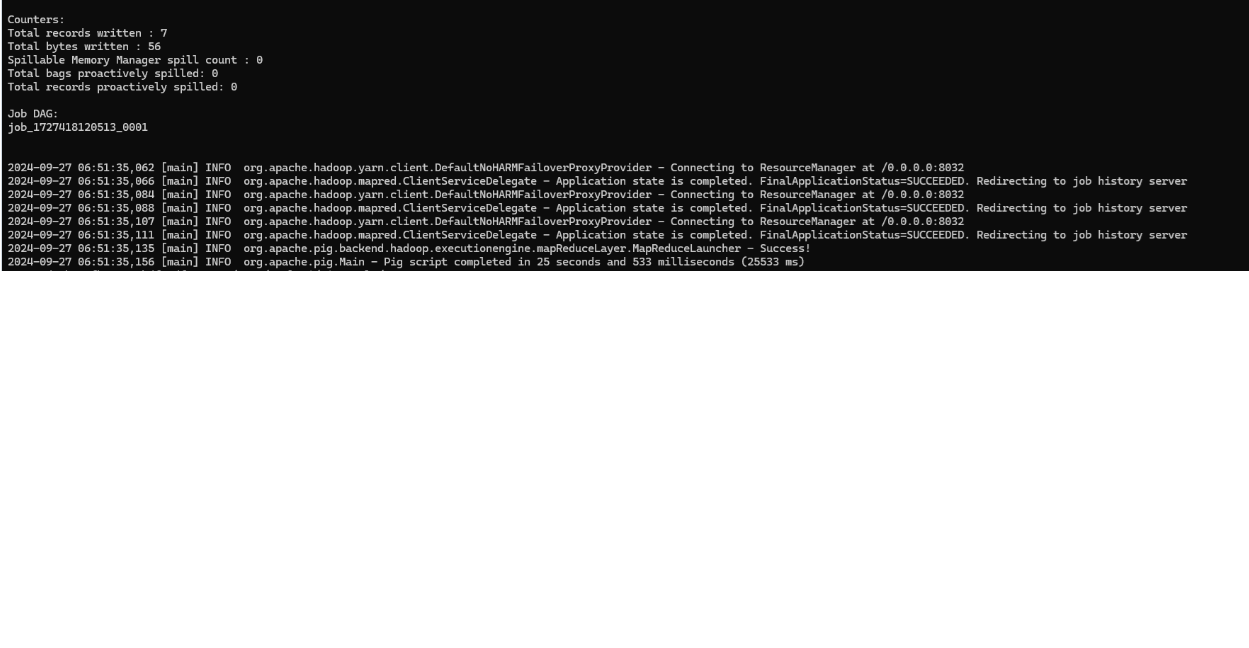 Counters:
Total records written : 7
Total bytes written : 56
Spillable Memory Manager spill count : 0
Total bags proactively spilled: 0
Total records proactively spilled: 0
Job DAG:
job_1727418120513_0001
2024-09-27 06:51:35,062 [main] INFO  org.apache.hadoop.yarn.client.DefaultNoHARMFailoverProxyProvider - Connecting to ResourceManager at /0.0.0.0:8032
2024-09-27 06:51:35,066 [main] INFO  org.apache.hadoop.mapred.ClientServiceDelegate - Application state is completed. FinalApplicationStatus=SUCCEEDED. Redirecting to job history server
2024-09-27 06:51:35,084 [main] INFO  org.apache.hadoop.yarn.client.DefaultNoHARMFailoverProxyProvider - Connecting to ResourceManager at /0.0.0.0:8032
2024-09-27 06:51:35,088 [main] INFO  org.apache.hadoop.mapred.ClientServiceDelegate - Application state is completed. FinalApplicationStatus=SUCCEEDED. Redirecting to job history server
2024-09-27 06:51:35,107 [main] INFO  org.apache.hadoop.yarn.client.DefaultNoHARMFailoverProxyProvider - Connecting to ResourceManager at /0.0.0.0:8032
2024-09-27 06:51:35,111 [main] INFO  org.apache.hadoop.mapred.ClientServiceDelegate - Application state is completed. FinalApplicationStatus=SUCCEEDED. Redirecting to job history server
2024-09-27 06:51:35,135 [main] INFO  org.apache.pig.backend.hadoop.executionengine.mapReduceLayer.MapReduceLauncher - Success!
2024-09-27 06:51:35,156 [main] INFO  org.apache.pig.Main - Pig script completed in 25 seconds and 533 milliseconds (25533 ms)